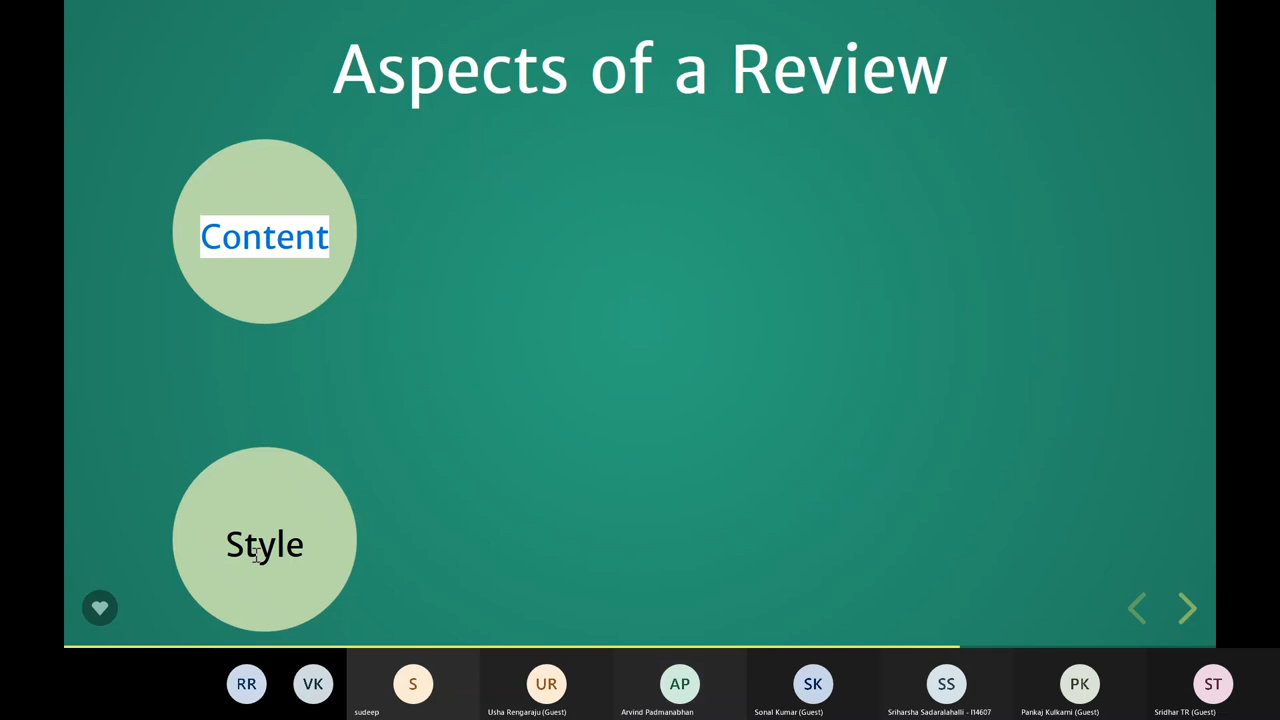 Aspects of a Review
Content
Style
RR
VK
S
UR
AP
SK
SS
PK
ST
sudeep
Usha Rengaraju (Guest)
Arvind Padmanabhan
Sonal Kumar (Guest)
Sriharsha Sadaralahalli - I14607
Pankaj Kulkarni (Guest)
Sridhar TR (Guest)